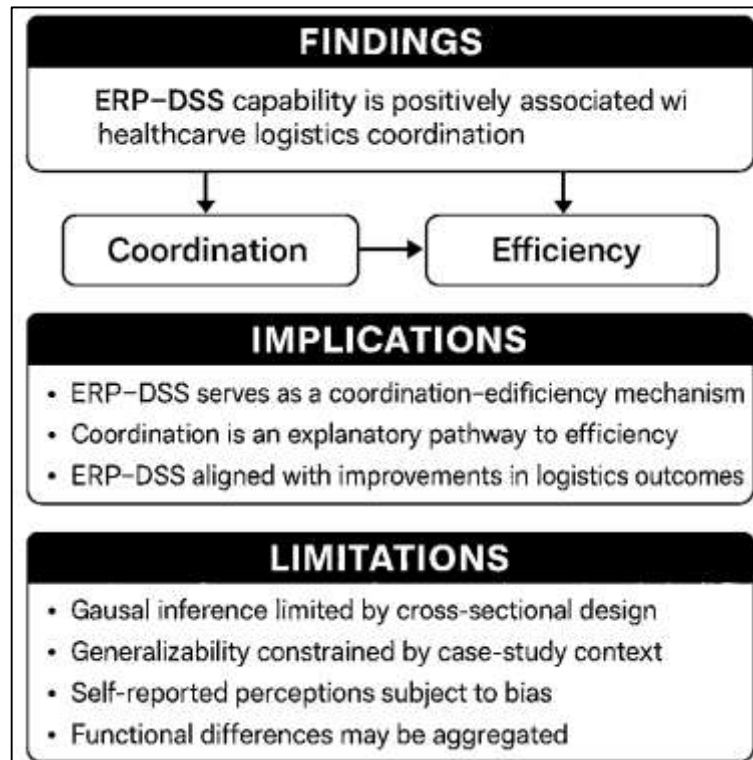 FINDINGS
ERP–DSS capability is positively associated wi
healthcarve logistics coordination
Coordination
Efficiency
IMPLICATIONS
• ERP–DSS serves as a coordination–edificiency mechanism
• Coordination is an explanatory pathway to efficiency
• ERP–DSS aligned with improvements in logistics outcomes
LIMITATIONS
• Gausal inference limited by cross-sectional design
• Generalizability constrained by case-study context
• Self-reported perceptions subject to bias
• Functional differences may be aggregated